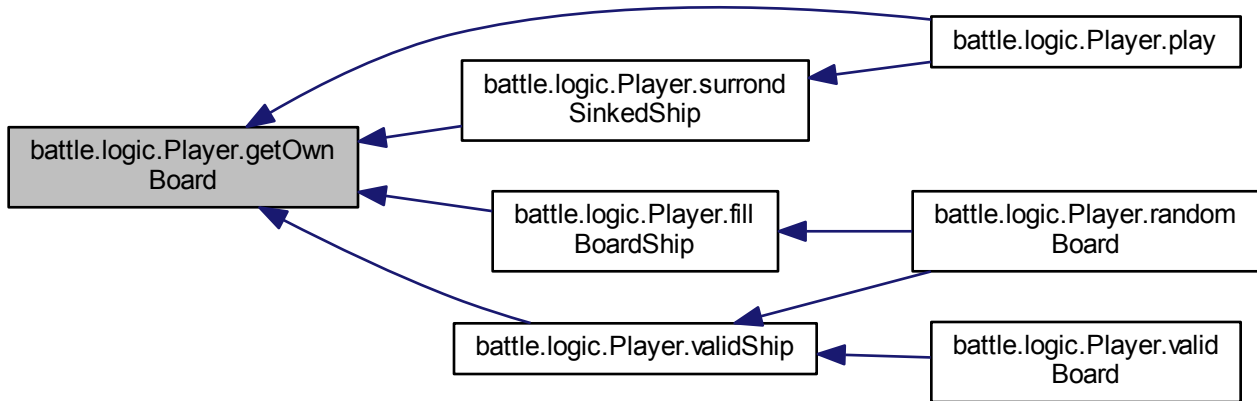 battle.logic.Player.play
battle.logic.Player.surrond
SinkedShip
battle.logic.Player.getOwn
Board
battle.logic.Player.fill
BoardShip
battle.logic.Player.random
Board
battle.logic.Player.validShip
battle.logic.Player.valid
Board